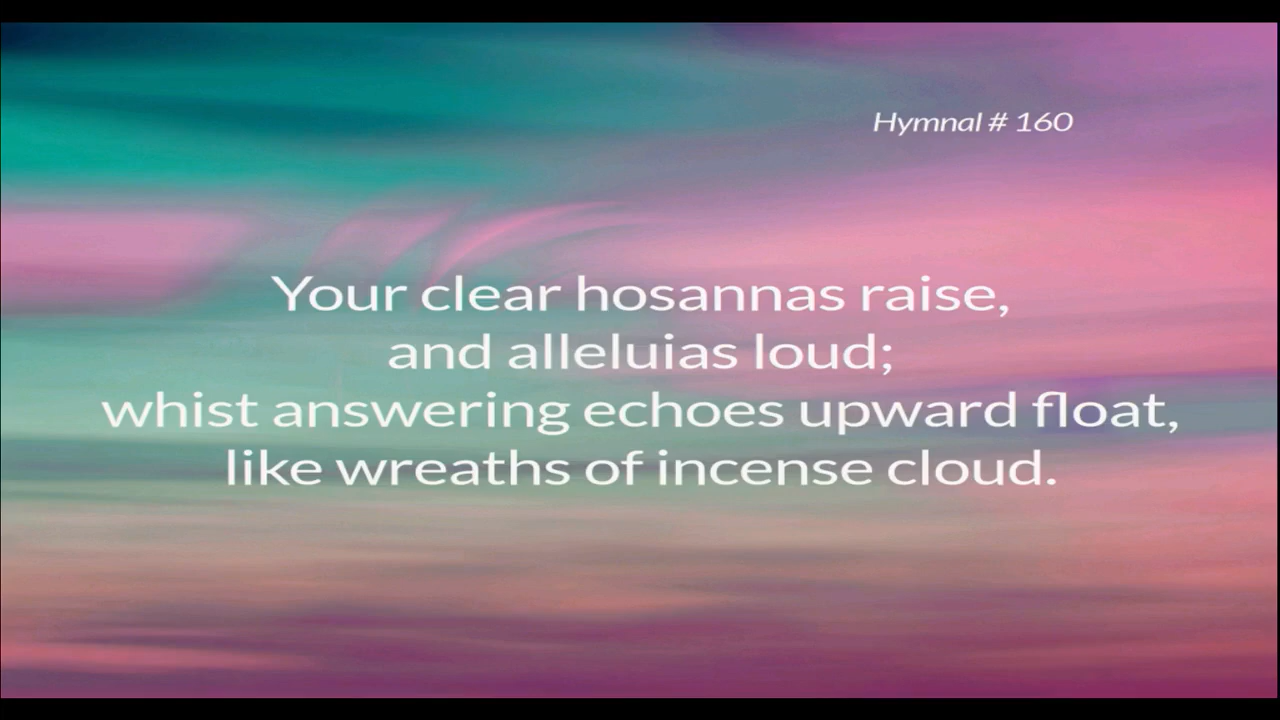 Hymnal # 160
Your clear hosannas raise,
and alleluias loud;
whist answering echoes upward float,
like wreaths of incense cloud.